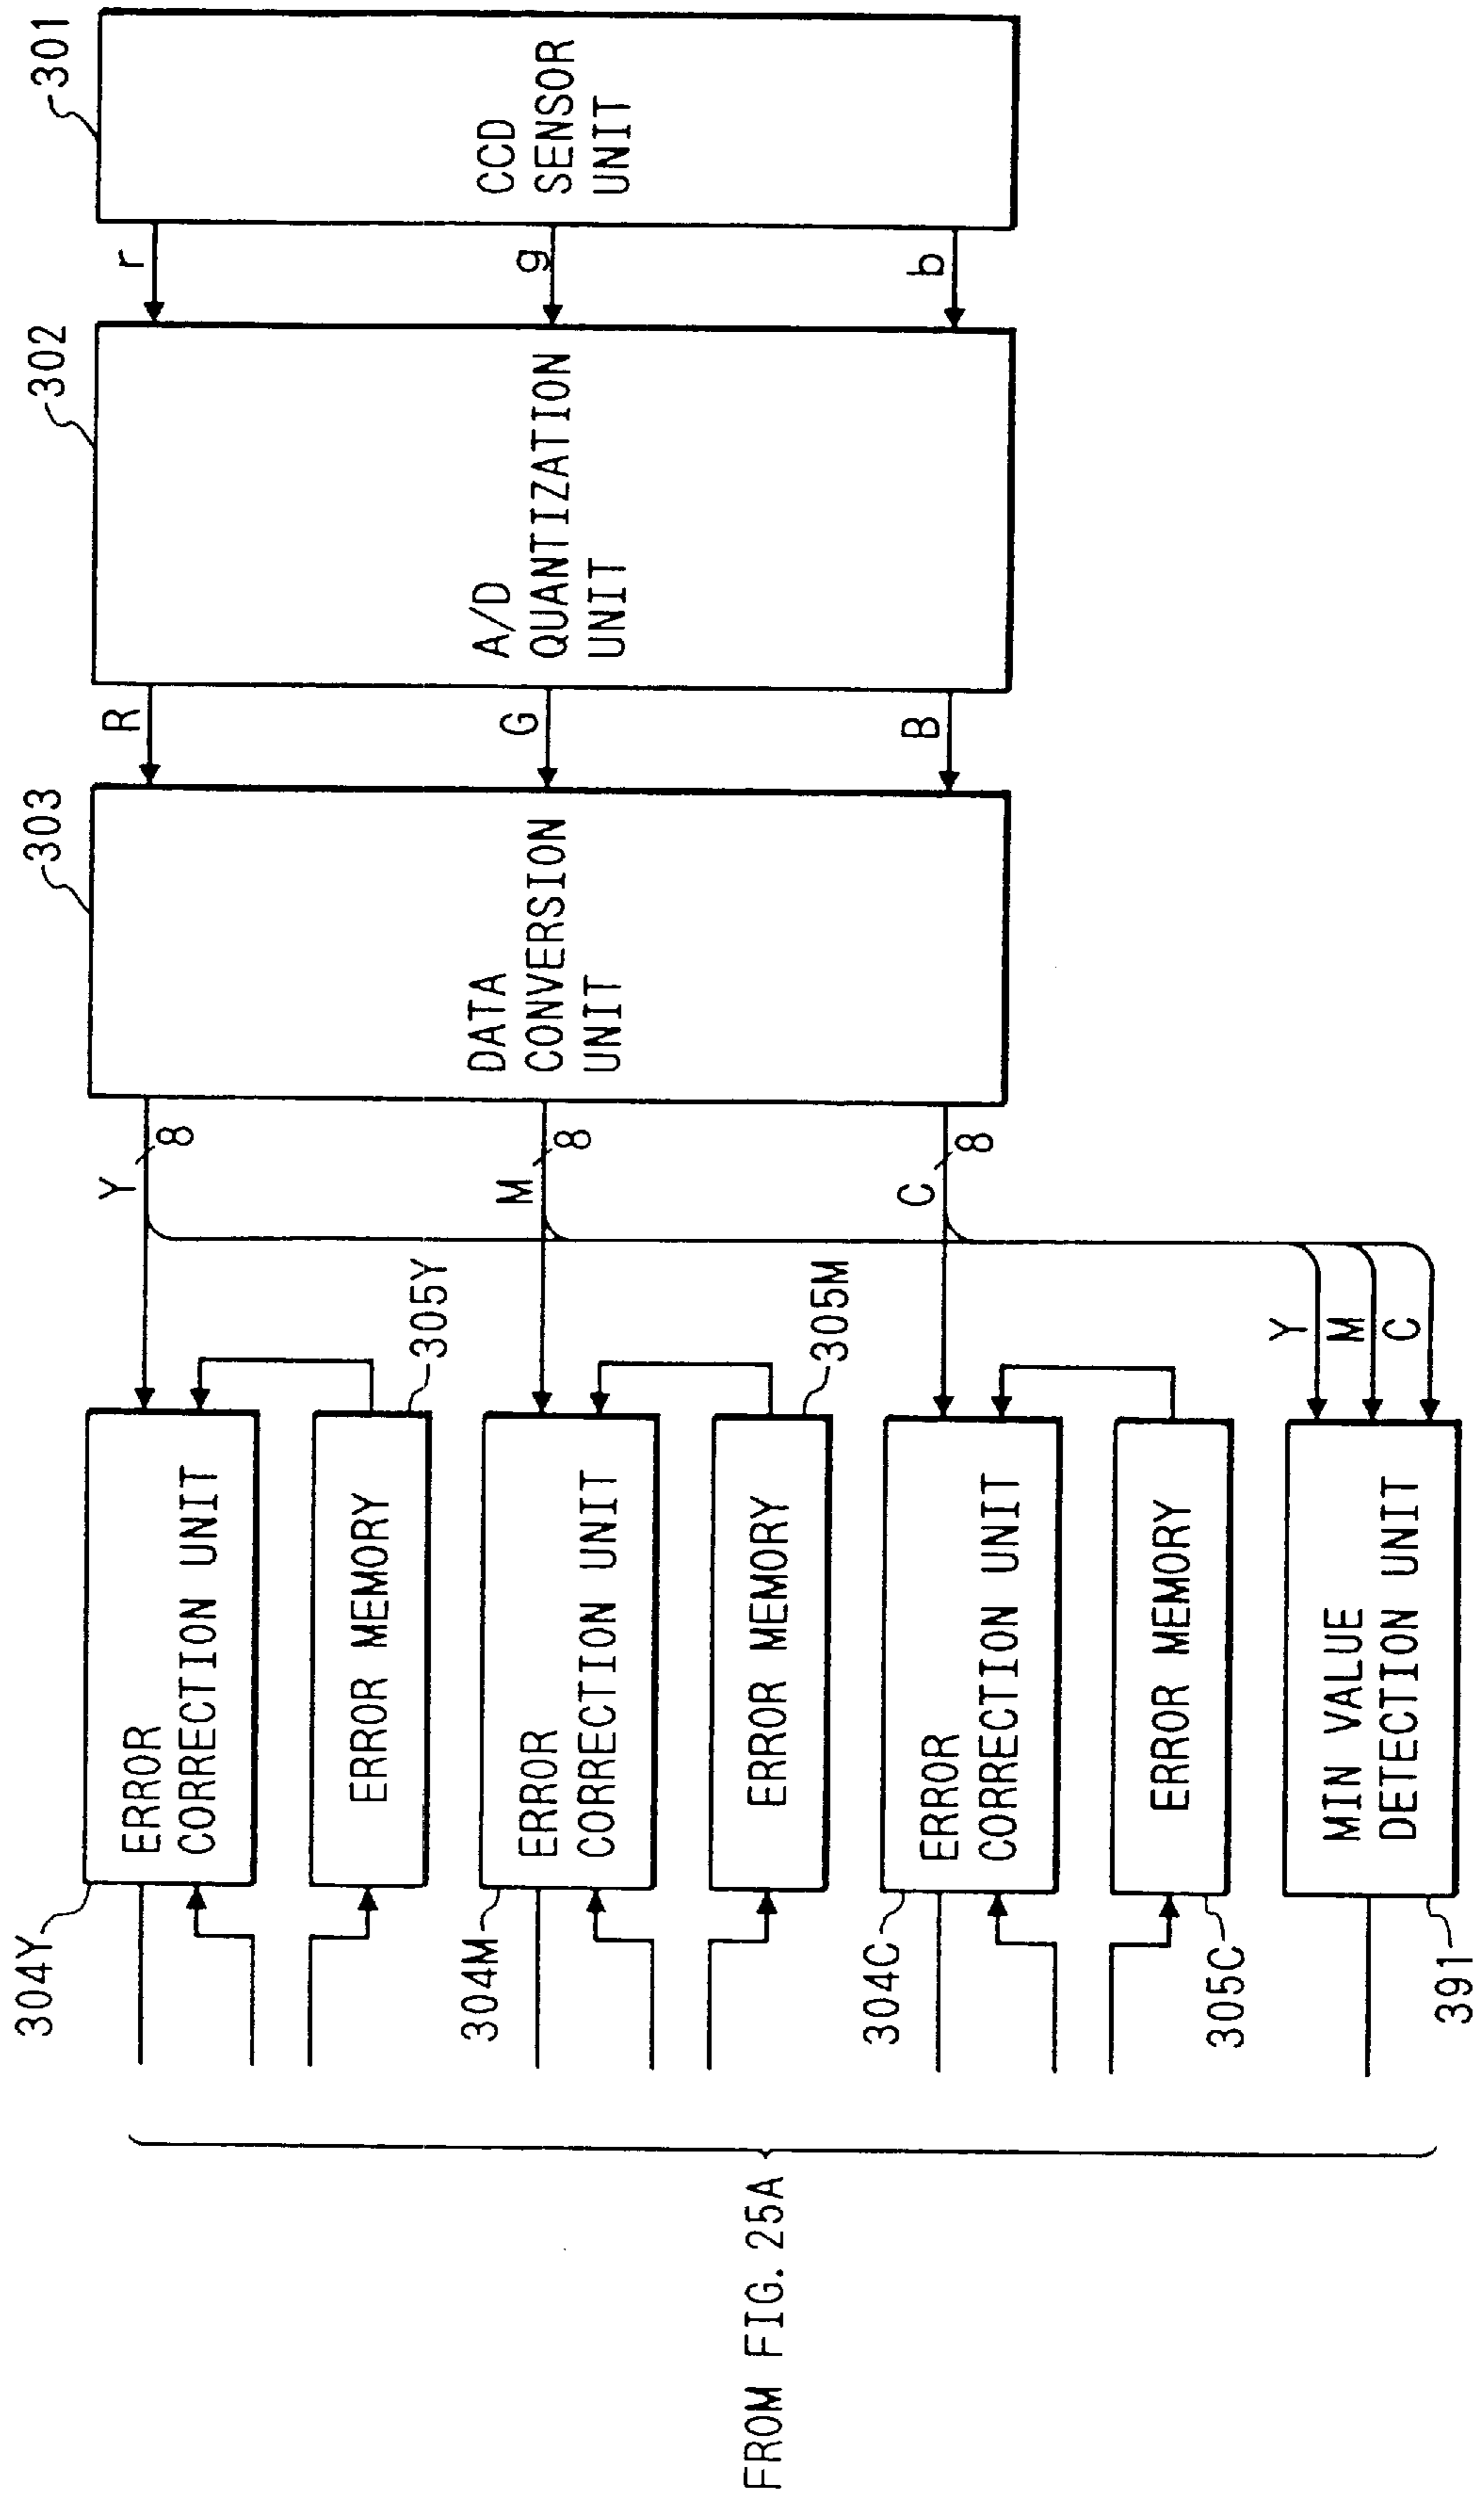 301
CCD
SENSOR
UNIT
r
g
b
302
A/D
QUANTIZATION
UNIT
R
G
B
303
DATA
CONVERSION
UNIT
Y
8
M
8
C
8
Y
M
C
304Y
ERROR
CORRECTION UNIT
305Y
ERROR MEMORY
304M
ERROR
CORRECTION UNIT
305M
ERROR MEMORY
304C
ERROR
CORRECTION UNIT
305C
ERROR MEMORY
391
MIN VALUE
DETECTION UNIT
FROM FIG. 25A